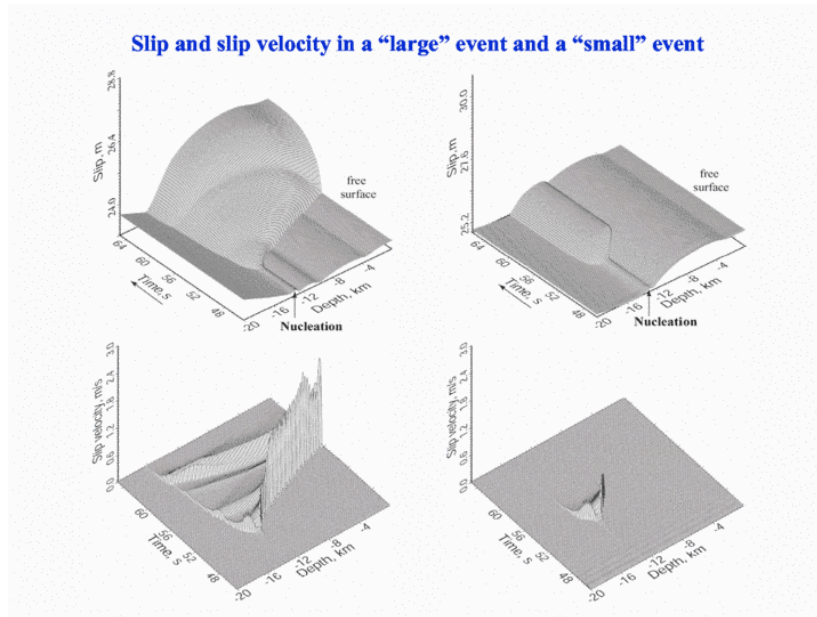 Slip and slip velocity in a “large” event and a “small” event
28.8
26.4
24.0
Slip, m
64
60
56
52
48
Time, s
-20
-16
-12
-8
-4
Depth, km
free
surface
Nucleation
30.0
27.6
25.2
Slip, m
64
60
56
52
48
Time, s
-20
-16
-12
-8
-4
Depth, km
free
surface
Nucleation
3.0
2.4
1.8
1.2
0.6
0.0
Slip velocity, m/s
60
56
52
48
Time, s
-20
-16
-12
-8
-4
Depth, km
3.0
2.4
1.8
1.2
0.6
0.0
Slip velocity, m/s
60
56
52
48
Time, s
-20
-16
-12
-8
-4
Depth, km